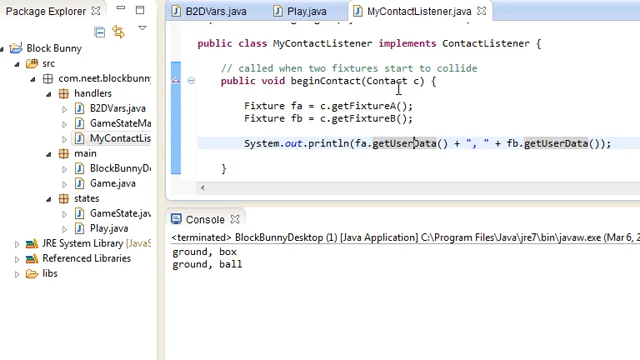 Package Explorer
B2DVars.java
Play.java
MyContactListener.java
Block Bunny
src
com.neet.blockbunny
handlers
B2DVars.java
GameStateMa
MyContactLis
main
BlockBunnyD
Game.java
states
GameState.java
Play.java
JRE System Library [JavaS
Referenced Libraries
libs
public class MyContactListener implements ContactListener {
// called when two fixtures start to collide
public void beginContact(Contact c) {
Fixture fa = c.getFixtureA();
Fixture fb = c.getFixtureB();
System.out.println(fa.getUserData() + ", " + fb.getUserData());
}
Console
<terminated> BlockBunnyDesktop (1) [Java Application] C:\Program Files\Java\jre7\bin\javaw.exe (Mar 6, 2
ground, box
ground, ball